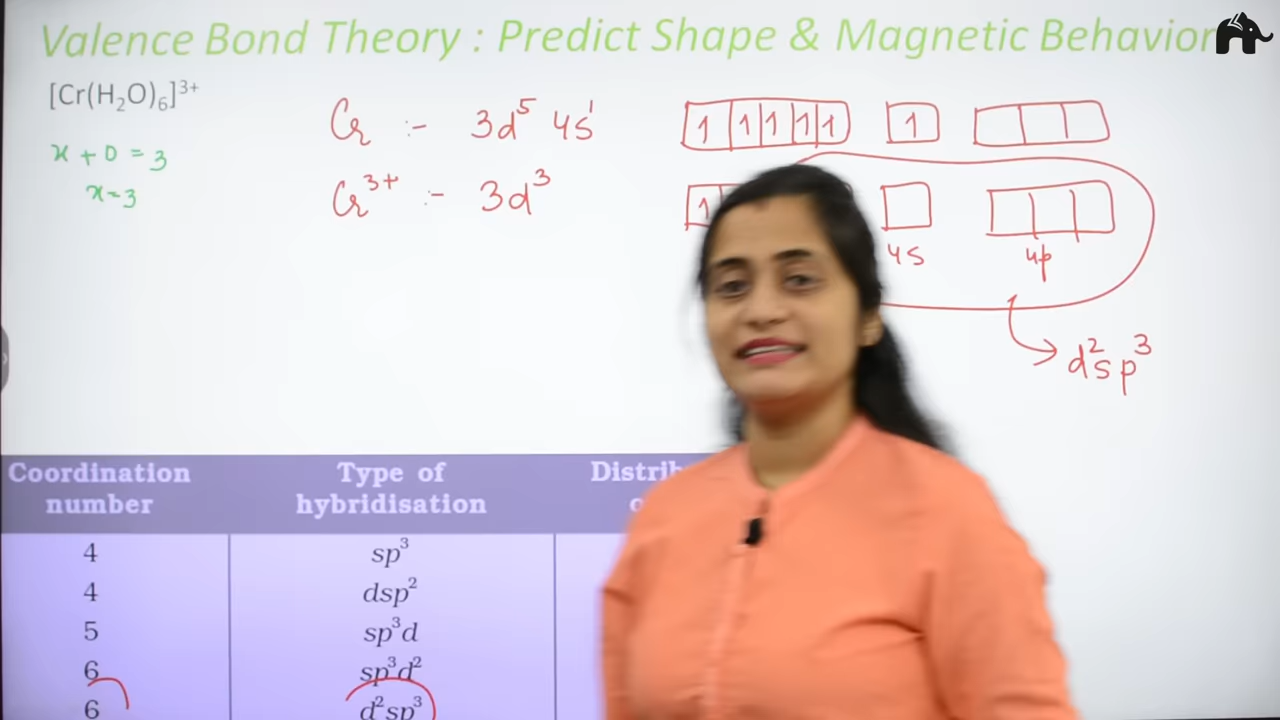 Valence Bond Theory : Predict Shape & Magnetic Behavior
[Cr(H₂O)₆]³⁺
x + 0 = 3
x = 3
Cr :- 3d⁵ 4s¹
1 1 1 1 1 1
Cr³⁺ :- 3d³
1
4s 4p
d²sp³
Coordination number Type of hybridisation
4 sp³
4 dsp²
5 sp³d
6 sp³d²
6 d²sp³